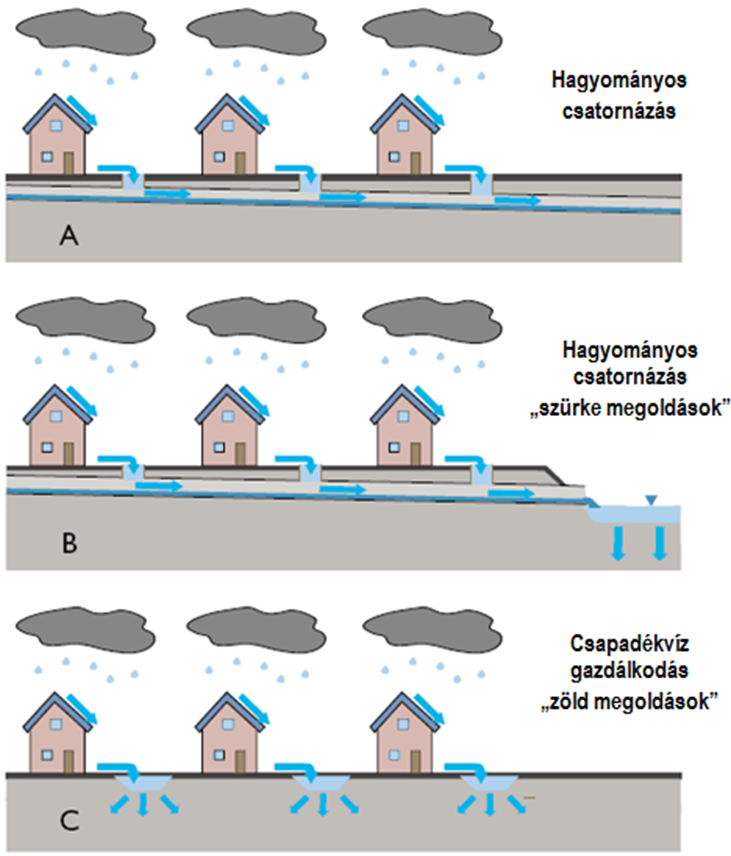 Hagyományos
csatornázás
A
Hagyományos
csatornázás
„szürke megoldások”
B
Csapadékvíz
gazdálkodás
„zöld megoldások”
C